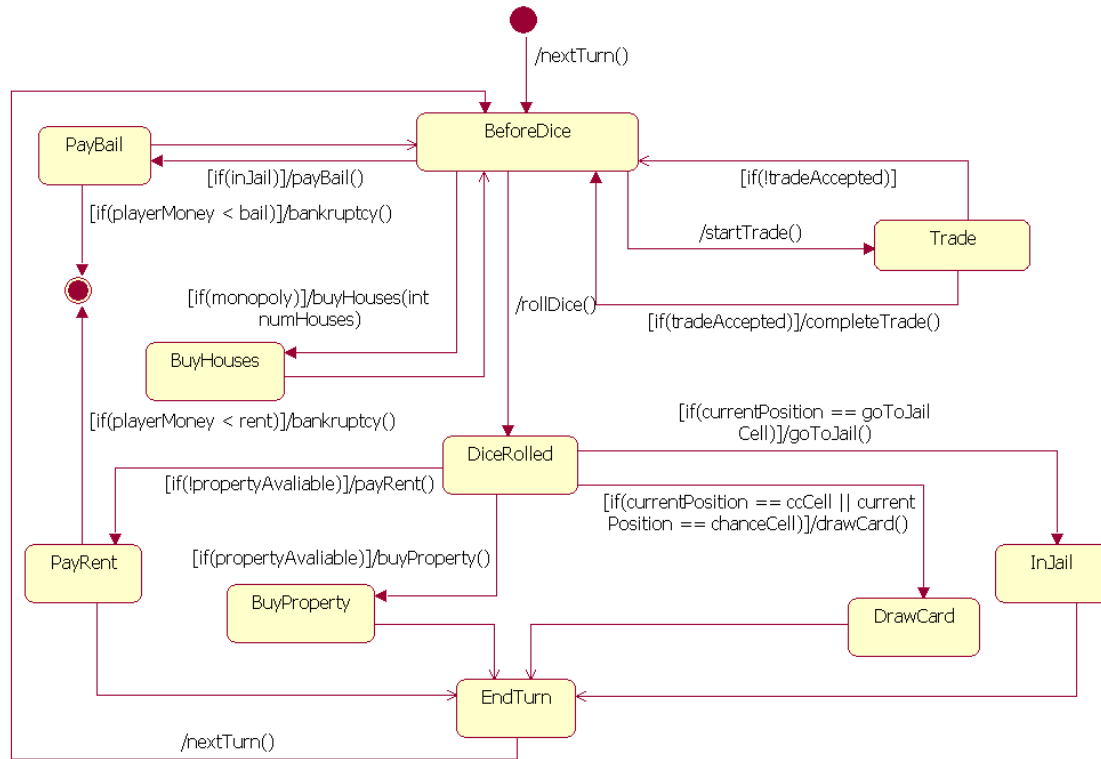 /nextTurn()
BeforeDice
PayBail
[if(inJail)]/payBail()
[if(!tradeAccepted)]
[if(playerMoney < bail)]/bankruptcy()
/startTrade()
Trade
[if(monopoly)]/buyHouses(int
numHouses)
/rollDice()
[if(tradeAccepted)]/completeTrade()
BuyHouses
[if(playerMoney < rent)]/bankruptcy()
[if(currentPosition == goToJail
Cell)]/goToJail()
DiceRolled
[if(!propertyAvaliable)]/payRent()
[if(currentPosition == ccCell || current
Position == chanceCell)]/drawCard()
PayRent
[if(propertyAvaliable)]/buyProperty()
InJail
BuyProperty
DrawCard
EndTurn
/nextTurn()